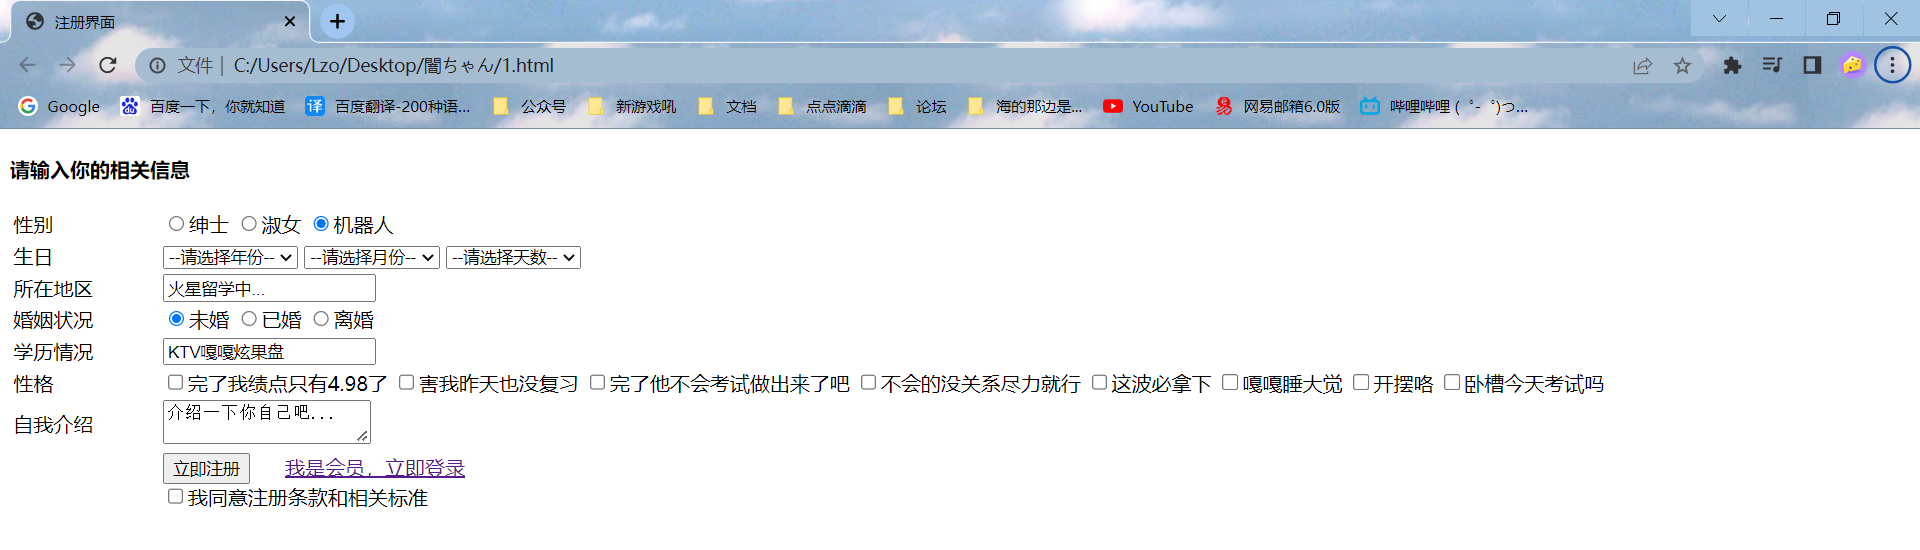 注册界面
文件 | C:/Users/Lzo/Desktop/闇ちゃん/1.html
Google 百度一下，你就知道 译 百度翻译-200种语... 公众号 新游戏吼 文档 点点滴滴 论坛 海的那边是... YouTube 网易邮箱6.0版 哔哩哔哩 ( ゜- ゜)つ...
请输入你的相关信息
性别 绅士 淑女 机器人
生日 --请选择年份-- --请选择月份-- --请选择天数--
所在地区 火星留学中...
婚姻状况 未婚 已婚 离婚
学历情况 KTV嘎嘎炫果盘
性格 完了我绩点只有4.98了 害我昨天也没复习 完了他不会考试做出来了吧 不会的没关系尽力就行 这波必拿下 嘎嘎睡大觉 开摆咯 卧槽今天考试吗
自我介绍 介绍一下你自己吧...
立即注册 我是会员，立即登录
我同意注册条款和相关标准